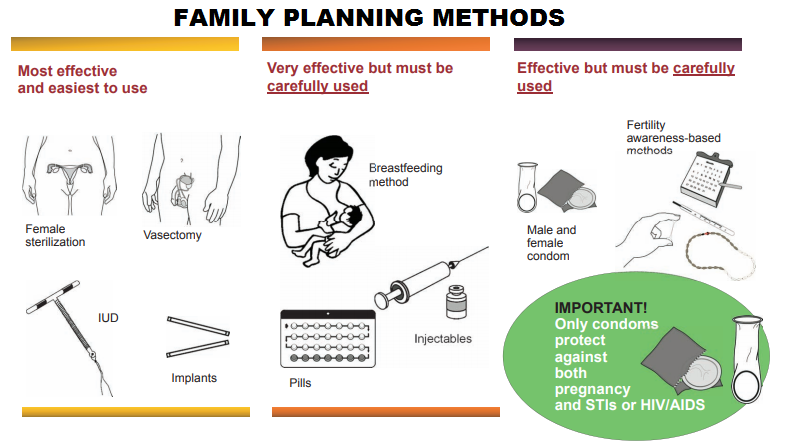 FAMILY PLANNING METHODS
Most effective
and easiest to use
Female
sterilization
Vasectomy
IUD
Implants
Very effective but must be
carefully used
Breastfeeding
method
Injectables
Pills
Effective but must be carefully
used
Fertility
awareness-based
methods
Male and
female
condom
IMPORTANT!
Only condoms
protect
against
both
pregnancy
and STIs or HIV/AIDS